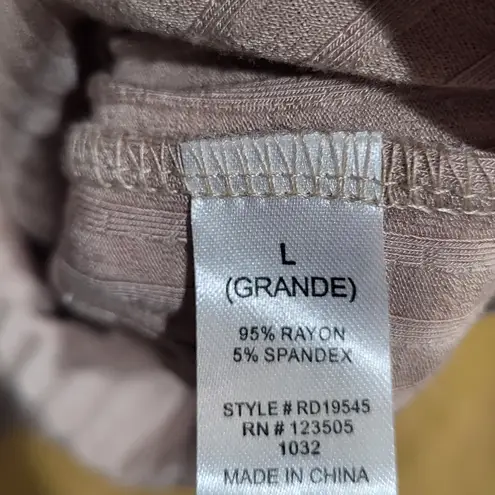 L
(GRANDE)
95% RAYON
5% SPANDEX
STYLE # RD19545
RN # 123505
1032
MADE IN CHINA